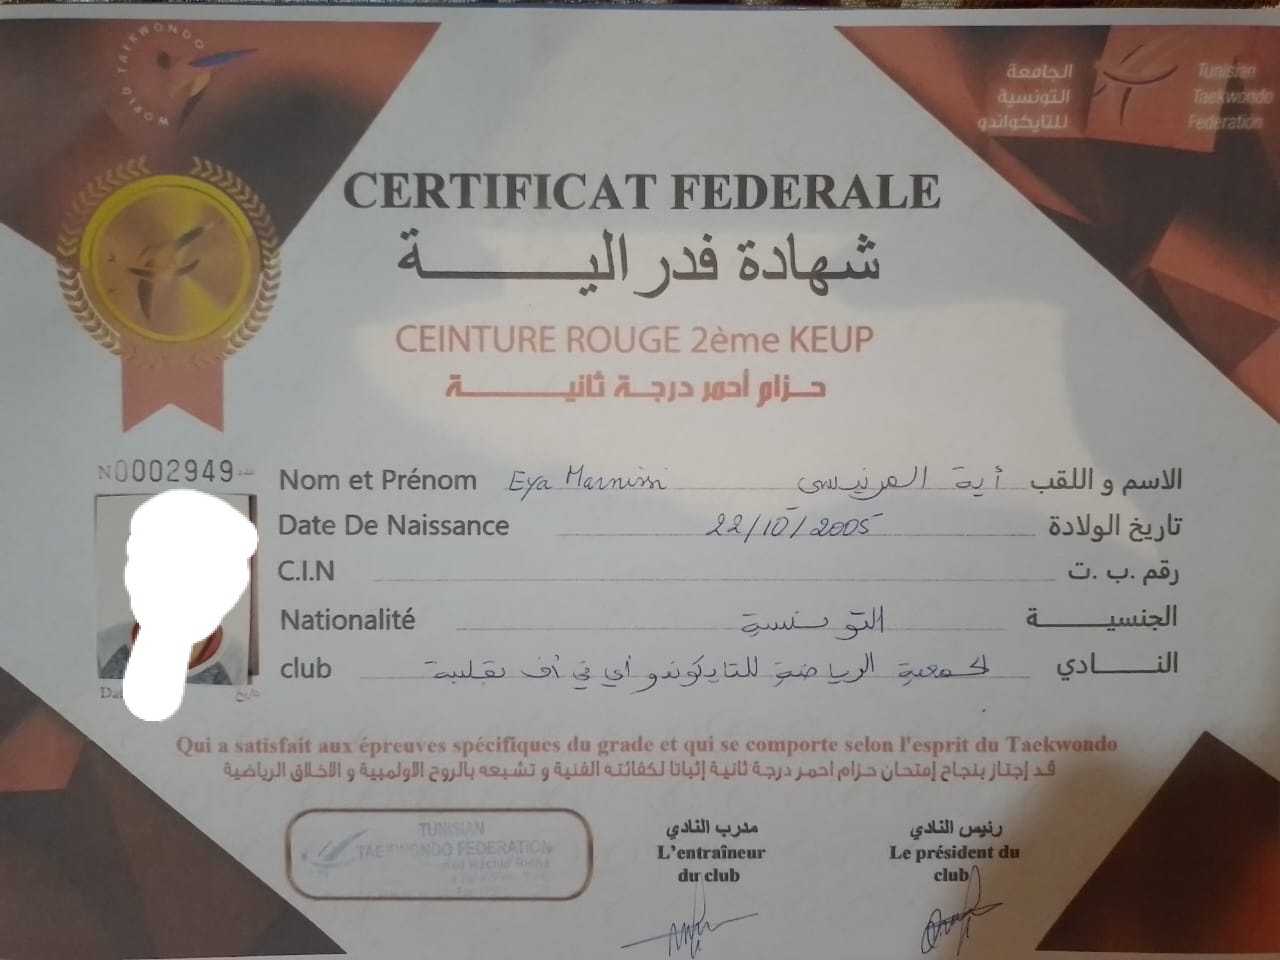 WORLD TAEKWONDO
الجامعة
التونسية
للتايكواندو
Tunisian
Taekwondo
Federation
CERTIFICAT FEDERALE
شهادة فدرالية
CEINTURE ROUGE 2ème KEUP
حزام أحمر درجة ثانية
N0002949
Nom et Prénom Eya Marnissi أية المرنيسي الاسم و اللقب
Date De Naissance 22/10/2005 تاريخ الولادة
C.I.N رقم .ب .ت
Nationalité التونسية الجنسية
club الرياضية للتايكوندو أي في أف بقليبية النادي
تاريخ
Qui a satisfait aux épreuves spécifiques du grade et qui se comporte selon l'esprit du Taekwondo
قد إجتاز بنجاح إمتحان حزام احمر درجة ثانية إثباتا لكفائته الفنية و تشبعه بالروح الاولمبية و الاخلاق الرياضية
TUNISIAN
TAEKWONDO FEDERATION
مدرب النادي
L'entraîneur
du club
رئيس النادي
Le président du
club